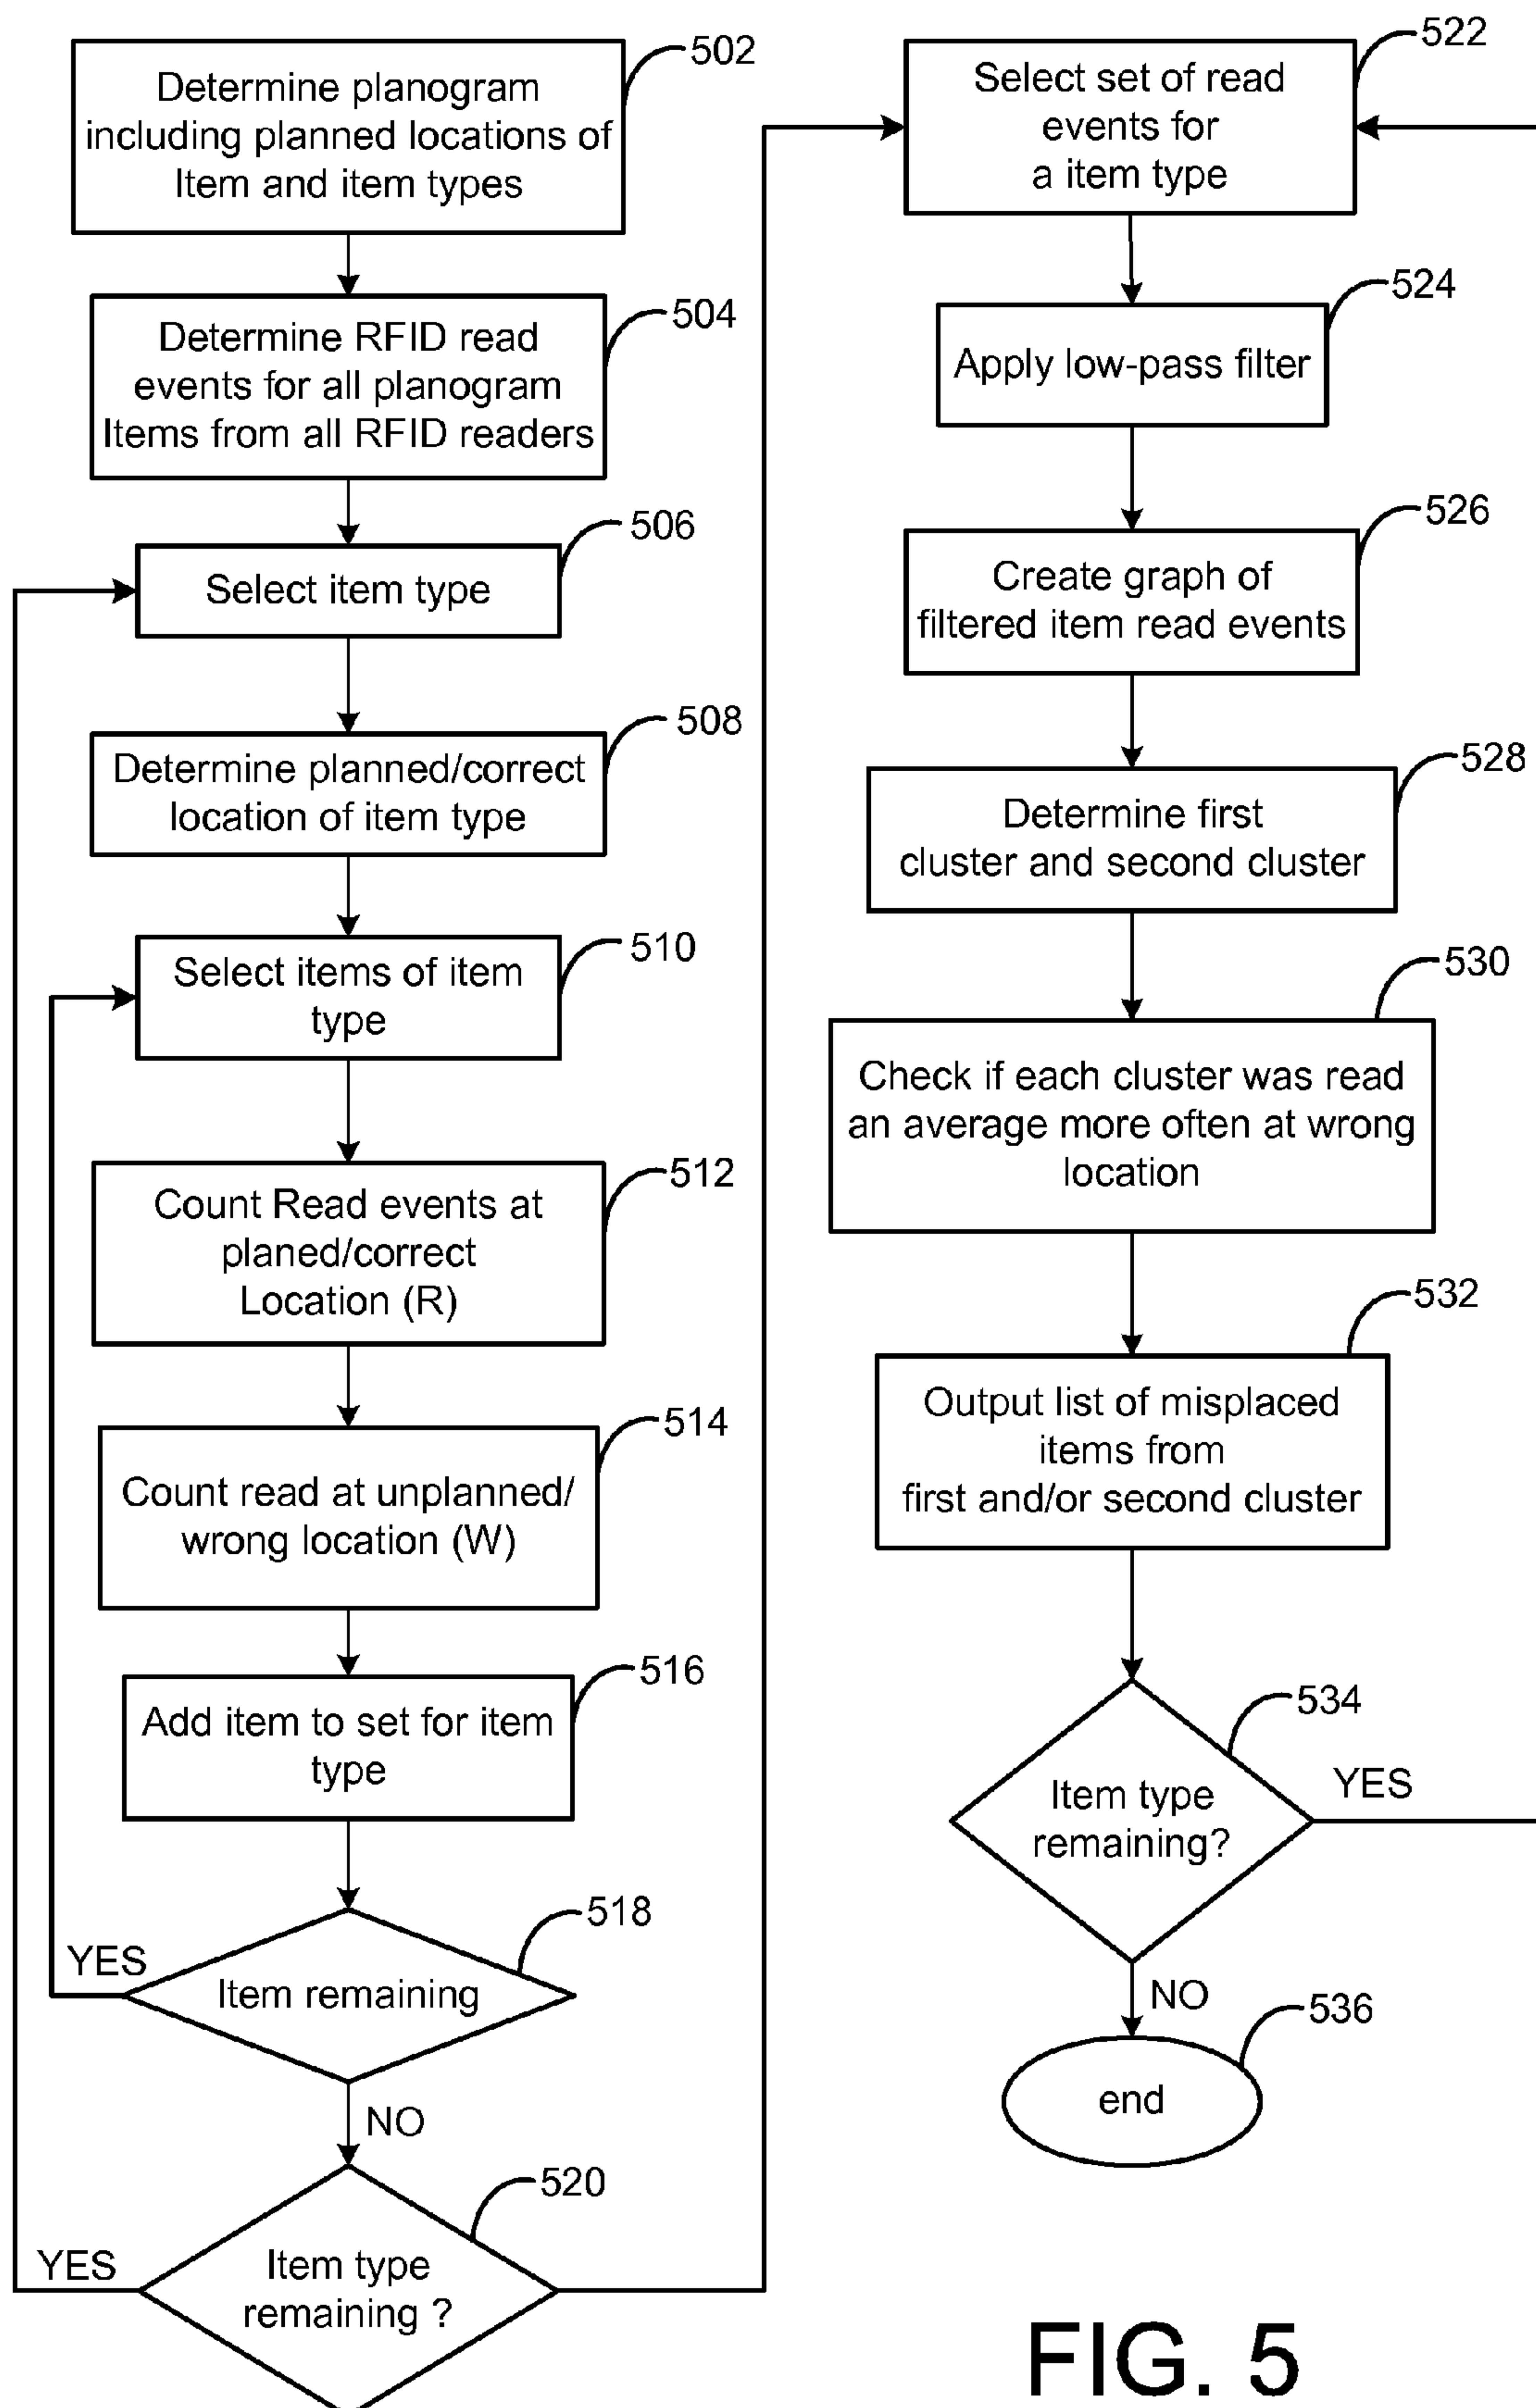 502
Determine planogram
including planned locations of
Item and item types
504
Determine RFID read
events for all planogram
Items from all RFID readers
506
Select item type
508
Determine planned/correct
location of item type
510
Select items of item
type
512
Count Read events at
planed/correct
Location (R)
514
Count read at unplanned/
wrong location (W)
516
Add item to set for item
type
518
Item remaining
YES
NO
520
Item type
remaining ?
YES
522
Select set of read
events for
a item type
524
Apply low-pass filter
526
Create graph of
filtered item read events
528
Determine first
cluster and second cluster
530
Check if each cluster was read
an average more often at wrong
location
532
Output list of misplaced
items from
first and/or second cluster
534
Item type
remaining?
YES
NO
536
end
FIG. 5